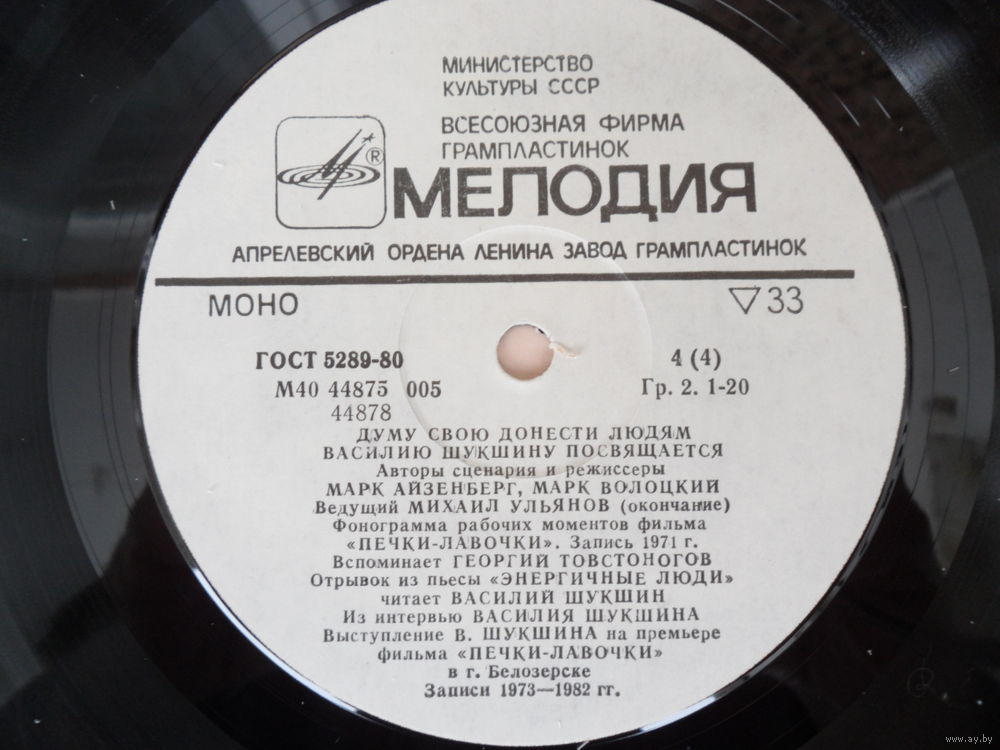 МИНИСТЕРСТВО
КУЛЬТУРЫ СССР
ВСЕСОЮЗНАЯ ФИРМА
ГРАМПЛАСТИНОК
®
МЕЛОДИЯ
АПРЕЛЕВСКИЙ ОРДЕНА ЛЕНИНА ЗАВОД ГРАМПЛАСТИНОК
МОНО ▽33
ГОСТ 5289-80 4 (4)
М40 44875 005 Гр. 2. 1-20
44878
ДУМУ СВОЮ ДОНЕСТИ ЛЮДЯМ
ВАСИЛИЮ ШУКШИНУ ПОСВЯЩАЕТСЯ
Авторы сценария и режиссеры
МАРК АЙЗЕНБЕРГ, МАРК ВОЛОЦКИЙ
Ведущий МИХАИЛ УЛЬЯНОВ (окончание)
Фонограмма рабочих моментов фильма
«ПЕЧКИ-ЛАВОЧКИ». Запись 1971 г.
Вспоминает ГЕОРГИЙ ТОВСТОНОГОВ
Отрывок из пьесы «ЭНЕРГИЧНЫЕ ЛЮДИ»
читает ВАСИЛИЙ ШУКШИН
Из интервью ВАСИЛИЯ ШУКШИНА
Выступление В. ШУКШИНА на премьере
фильма «ПЕЧКИ-ЛАВОЧКИ»
в г. Белозерске
Записи 1973—1982 гг.
www.ay.by